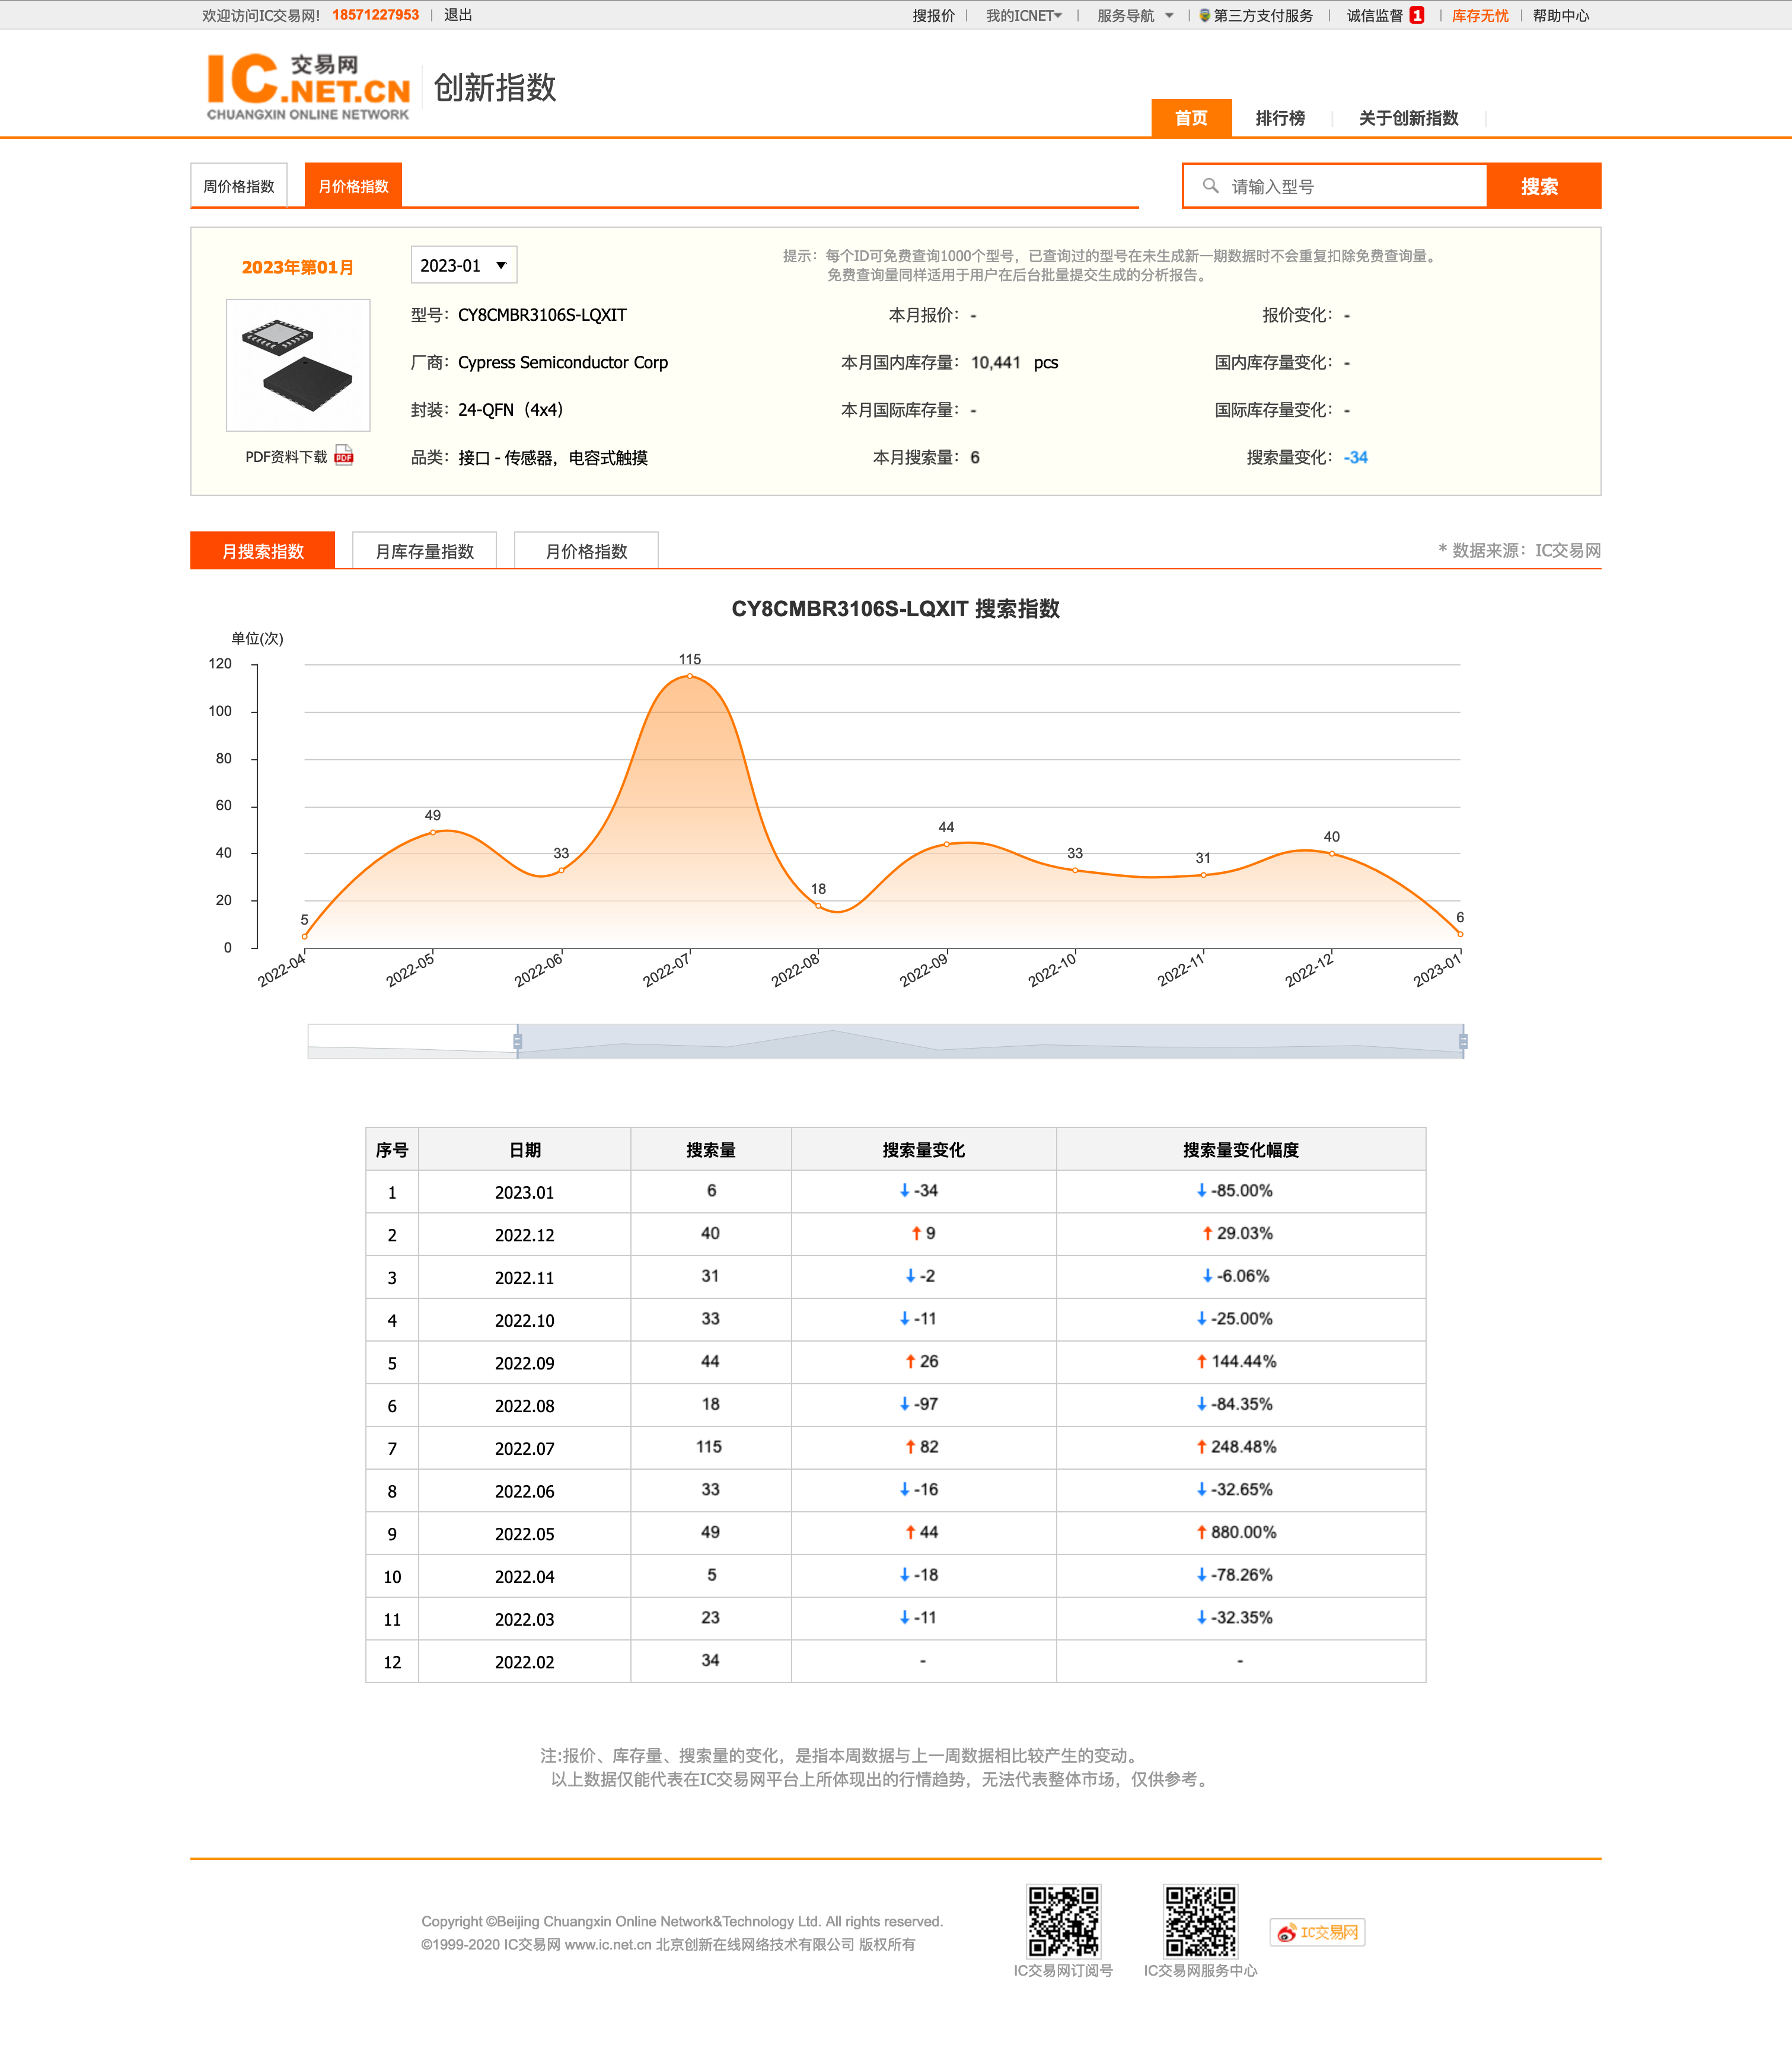 欢迎访问IC交易网! 18571227953 | 退出 搜报价 | 我的ICNET | 服务导航 | 第三方支付服务 | 诚信监督 1 | 库存无忧 | 帮助中心
IC 交易网 .NET.CN
CHUANGXIN ONLINE NETWORK
创新指数
首页 排行榜 关于创新指数
周价格指数 月价格指数 请输入型号 搜索
2023年第01月 2023-01
提示：每个ID可免费查询1000个型号，已查询过的型号在未生成新一期数据时不会重复扣除免费查询量。
免费查询量同样适用于用户在后台批量提交生成的分析报告。
型号：CY8CMBR3106S-LQXIT 本月报价：- 报价变化：-
厂商：Cypress Semiconductor Corp 本月国内库存量：10,441 pcs 国内库存量变化：-
封装：24-QFN（4x4） 本月国际库存量：- 国际库存量变化：-
PDF资料下载 PDF
品类：接口 - 传感器，电容式触摸 本月搜索量：6 搜索量变化：-34
月搜索指数 月库存量指数 月价格指数 * 数据来源：IC交易网
CY8CMBR3106S-LQXIT 搜索指数
单位(次)
120
100
80
60
40
20
0
5 49 33 115 18 44 33 31 40 6
2022-04 2022-05 2022-06 2022-07 2022-08 2022-09 2022-10 2022-11 2022-12 2023-01
序号 日期 搜索量 搜索量变化 搜索量变化幅度
1 2023.01 6 ↓-34 ↓-85.00%
2 2022.12 40 ↑9 ↑29.03%
3 2022.11 31 ↓-2 ↓-6.06%
4 2022.10 33 ↓-11 ↓-25.00%
5 2022.09 44 ↑26 ↑144.44%
6 2022.08 18 ↓-97 ↓-84.35%
7 2022.07 115 ↑82 ↑248.48%
8 2022.06 33 ↓-16 ↓-32.65%
9 2022.05 49 ↑44 ↑880.00%
10 2022.04 5 ↓-18 ↓-78.26%
11 2022.03 23 ↓-11 ↓-32.35%
12 2022.02 34 - -
注:报价、库存量、搜索量的变化，是指本周数据与上一周数据相比较产生的变动。
以上数据仅能代表在IC交易网平台上所体现出的行情趋势，无法代表整体市场，仅供参考。
Copyright ©Beijing Chuangxin Online Network&Technology Ltd. All rights reserved.
©1999-2020 IC交易网 www.ic.net.cn 北京创新在线网络技术有限公司 版权所有
IC交易网订阅号 IC交易网服务中心
IC交易网